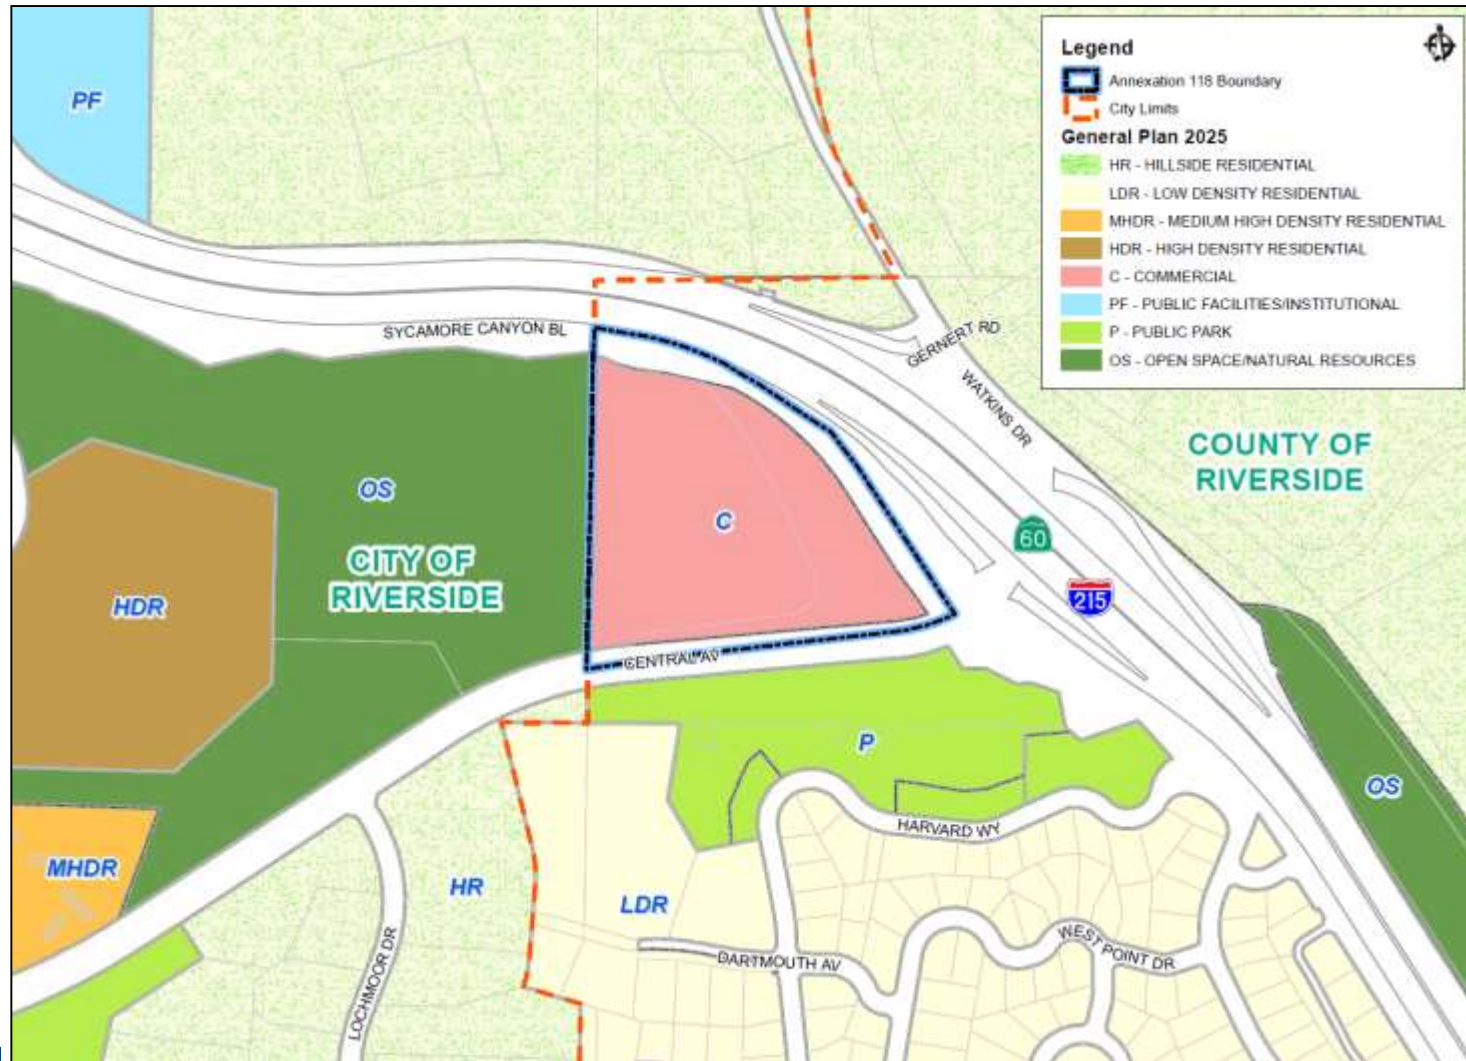 PF
Legend
Annexation 118 Boundary
City Limits
General Plan 2025
HR - HILLSIDE RESIDENTIAL
LDR - LOW DENSITY RESIDENTIAL
MHDR - MEDIUM HIGH DENSITY RESIDENTIAL
HDR - HIGH DENSITY RESIDENTIAL
C - COMMERCIAL
PF - PUBLIC FACILITIES/INSTITUTIONAL
P - PUBLIC PARK
OS - OPEN SPACE/NATURAL RESOURCES
SYCAMORE CANYON BL
GERNERT RD
WATKINS DR
COUNTY OF
RIVERSIDE
OS
C
60
CITY OF
RIVERSIDE
HDR
215
CENTRAL AV
P
OS
HARVARD WY
MHDR
HR
LDR
WEST POINT DR
DARTMOUTH AV
LOCHMOOR DR